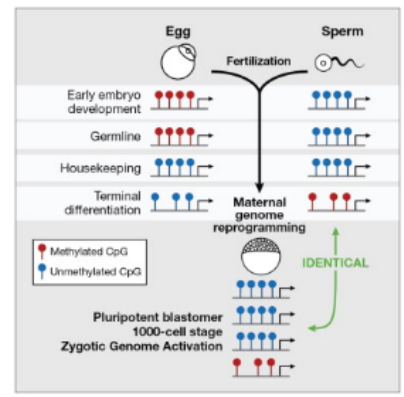 Egg
Sperm
Fertilization
Early embryo
development
Germline
Housekeeping
Terminal
differentiation
Maternal
genome
reprogramming
Methylated CpG
Unmethylated CpG
IDENTICAL
Pluripotent blastomer
1000-cell stage
Zygotic Genome Activation